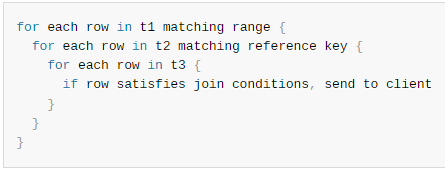 for each row in t1 matching range {
  for each row in t2 matching reference key {
    for each row in t3 {
      if row satisfies join conditions, send to client
    }
  }
}